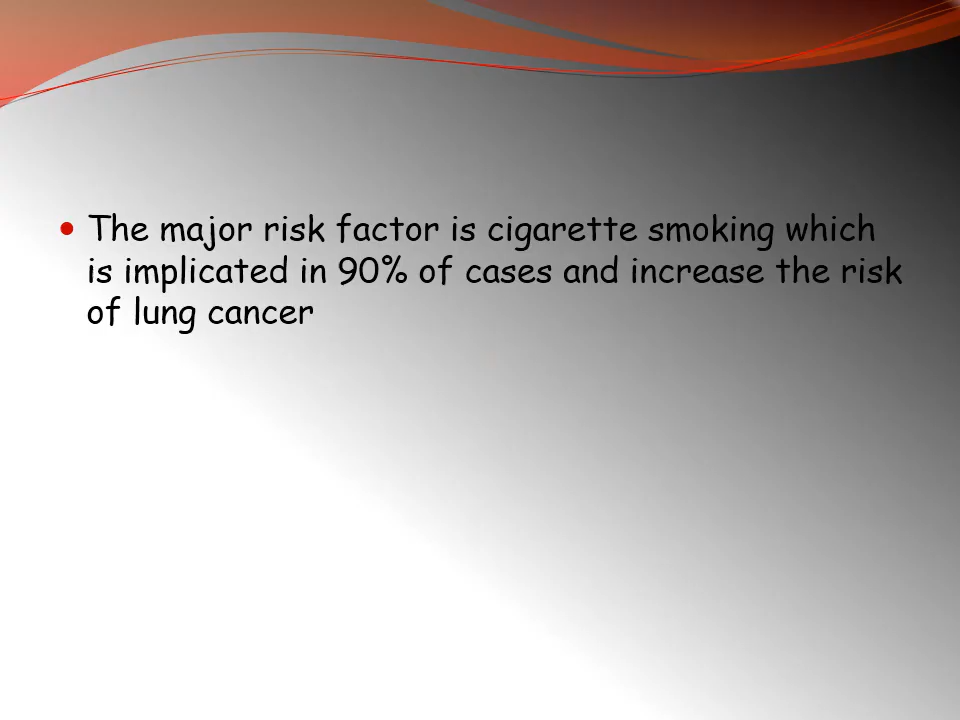 The major risk factor is cigarette smoking which
is implicated in 90% of cases and increase the risk
of lung cancer